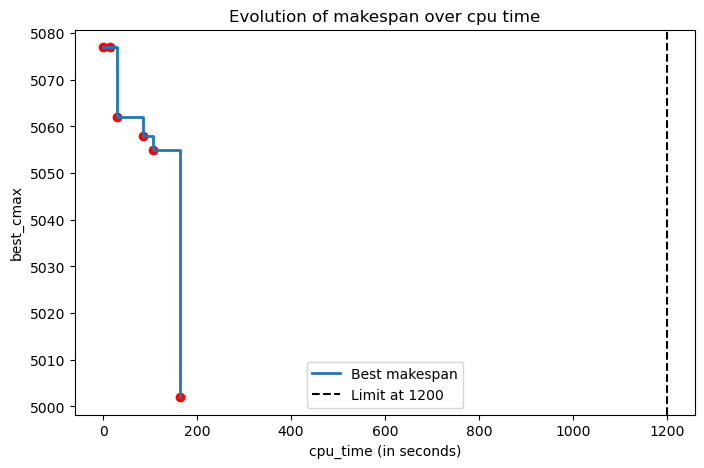 Evolution of makespan over cpu time
best_cmax
5080
5070
5060
5050
5040
5030
5020
5010
5000
Best makespan
Limit at 1200
0 200 400 600 800 1000 1200
cpu_time (in seconds)